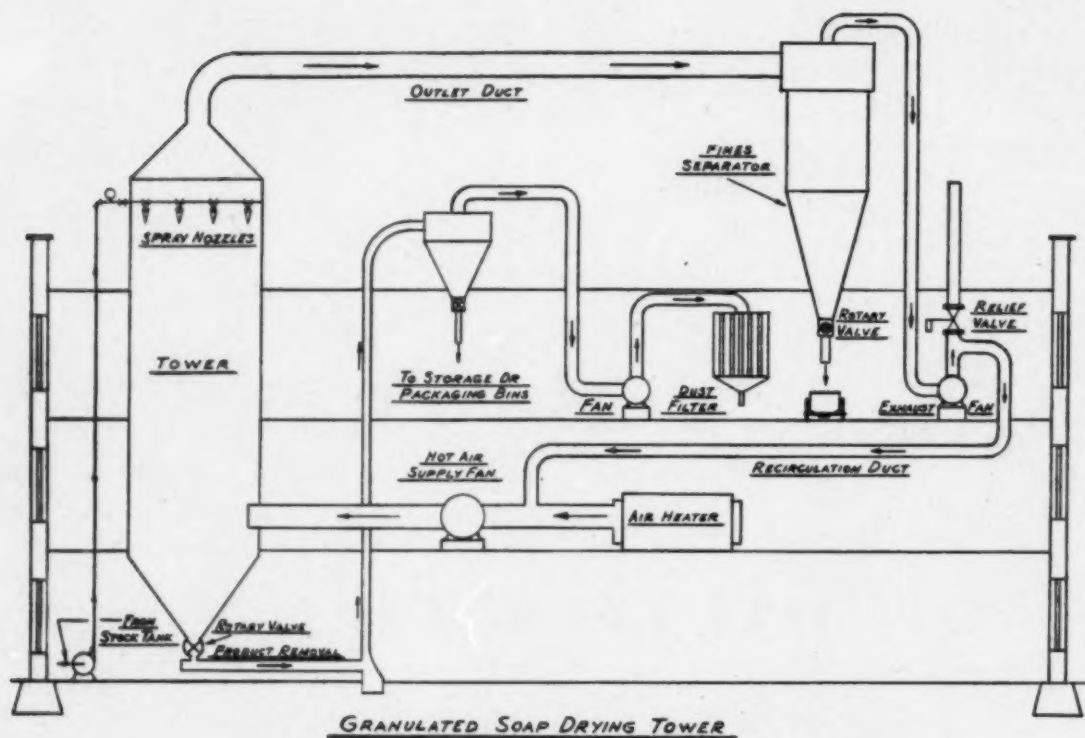 OUTLET DUCT
FINES
SEPARATOR
SPRAY NOZZLES
ROTARY
VALVE
RELIEF
VALVE
TOWER
TO STORAGE OR
PACKAGING BINS
FAN
DUST
FILTER
EXHAUST FAN
HOT AIR
SUPPLY FAN
RECIRCULATION DUCT
AIR HEATER
FROM
STOCK TANK
ROTARY VALVE
PRODUCT REMOVAL
GRANULATED SOAP DRYING TOWER